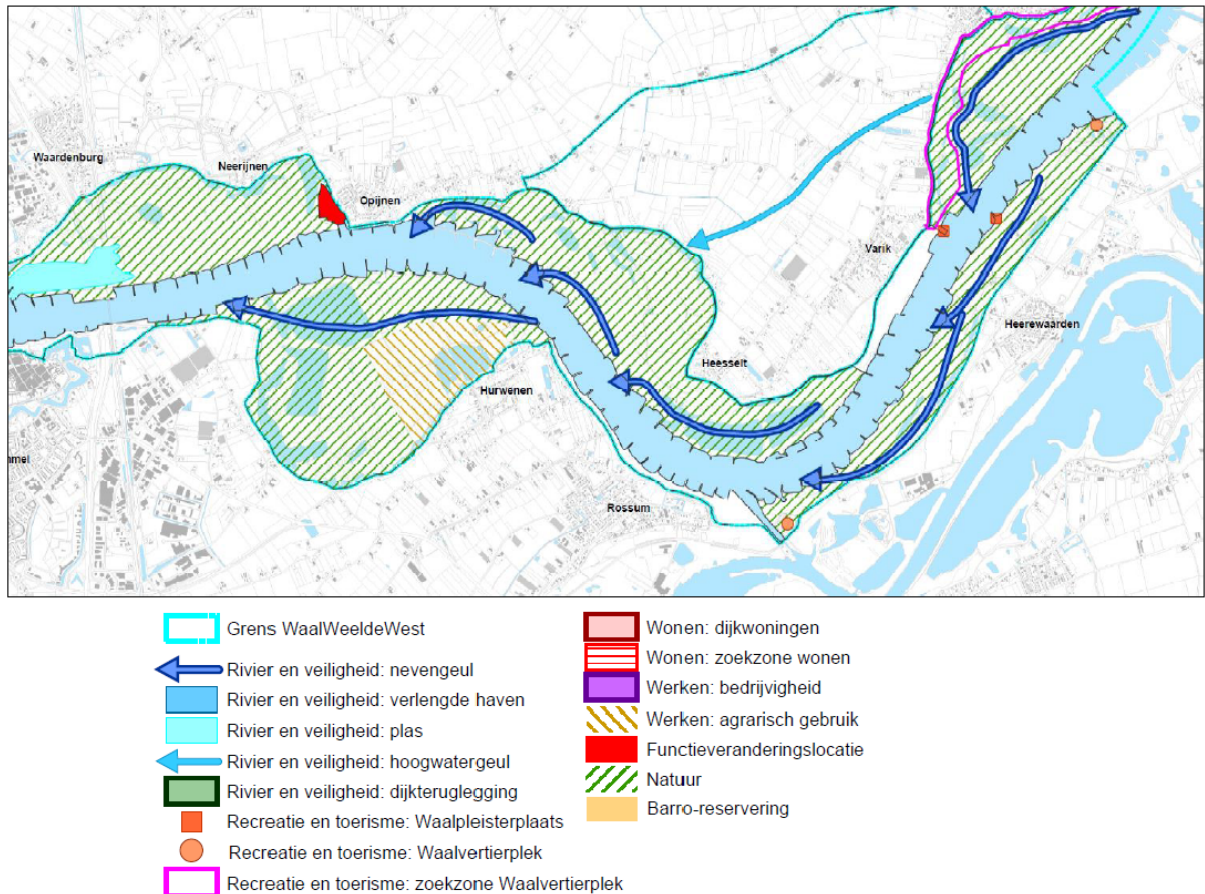 Waardenburg
Neerijnen
Opijnen
Varik
Heerewaarden
Heesselt
Hurwenen
mmel
Rossum
Grens WaalWeeldeWest
Rivier en veiligheid: nevengeul
Rivier en veiligheid: verlengde haven
Rivier en veiligheid: plas
Rivier en veiligheid: hoogwatergeul
Rivier en veiligheid: dijkteruglegging
Recreatie en toerisme: Waalpleisterplaats
Recreatie en toerisme: Waalvertierplek
Recreatie en toerisme: zoekzone Waalvertierplek
Wonen: dijkwoningen
Wonen: zoekzone wonen
Werken: bedrijvigheid
Werken: agrarisch gebruik
Functieveranderingslocatie
Natuur
Barro-reservering